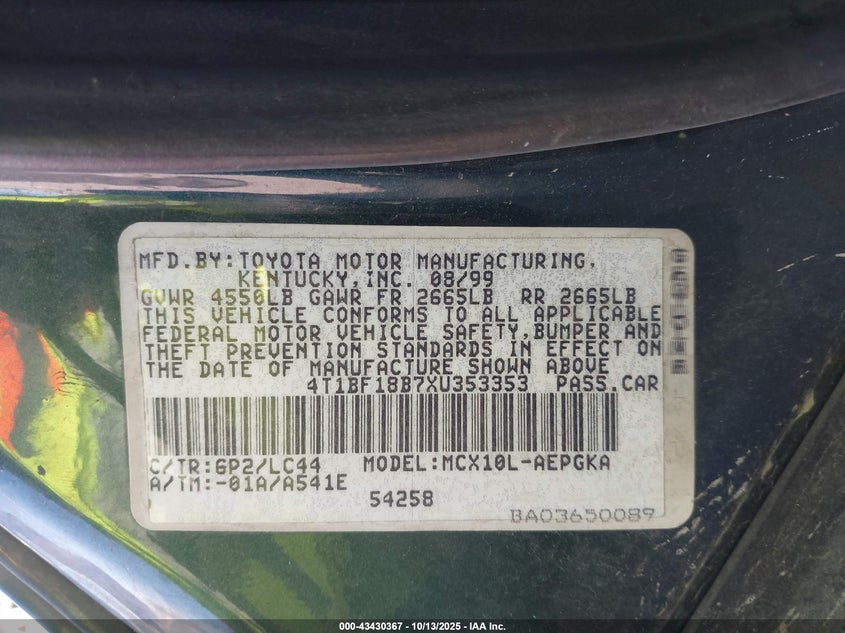 MFD.BY:TOYOTA MOTOR MANUFACTURING,
KENTUCKY,INC. 08/99
GVWR 4550LB GAWR FR 2665LB RR 2665LB
THIS VEHICLE CONFORMS TO ALL APPLICABLE
FEDERAL MOTOR VEHICLE SAFETY,BUMPER AND
THEFT PREVENTION STANDARDS IN EFFECT ON
THE DATE OF MANUFACTURE SHOWN ABOVE
4T1BF18B7XU353353 PASS.CAR
C/TR:6P2/LC44 MODEL:MCX10L-AEPGKA
A/TM:-01A/A541E
54258
BA03650089
000-43430367 - 10/13/2025 - IAA Inc.